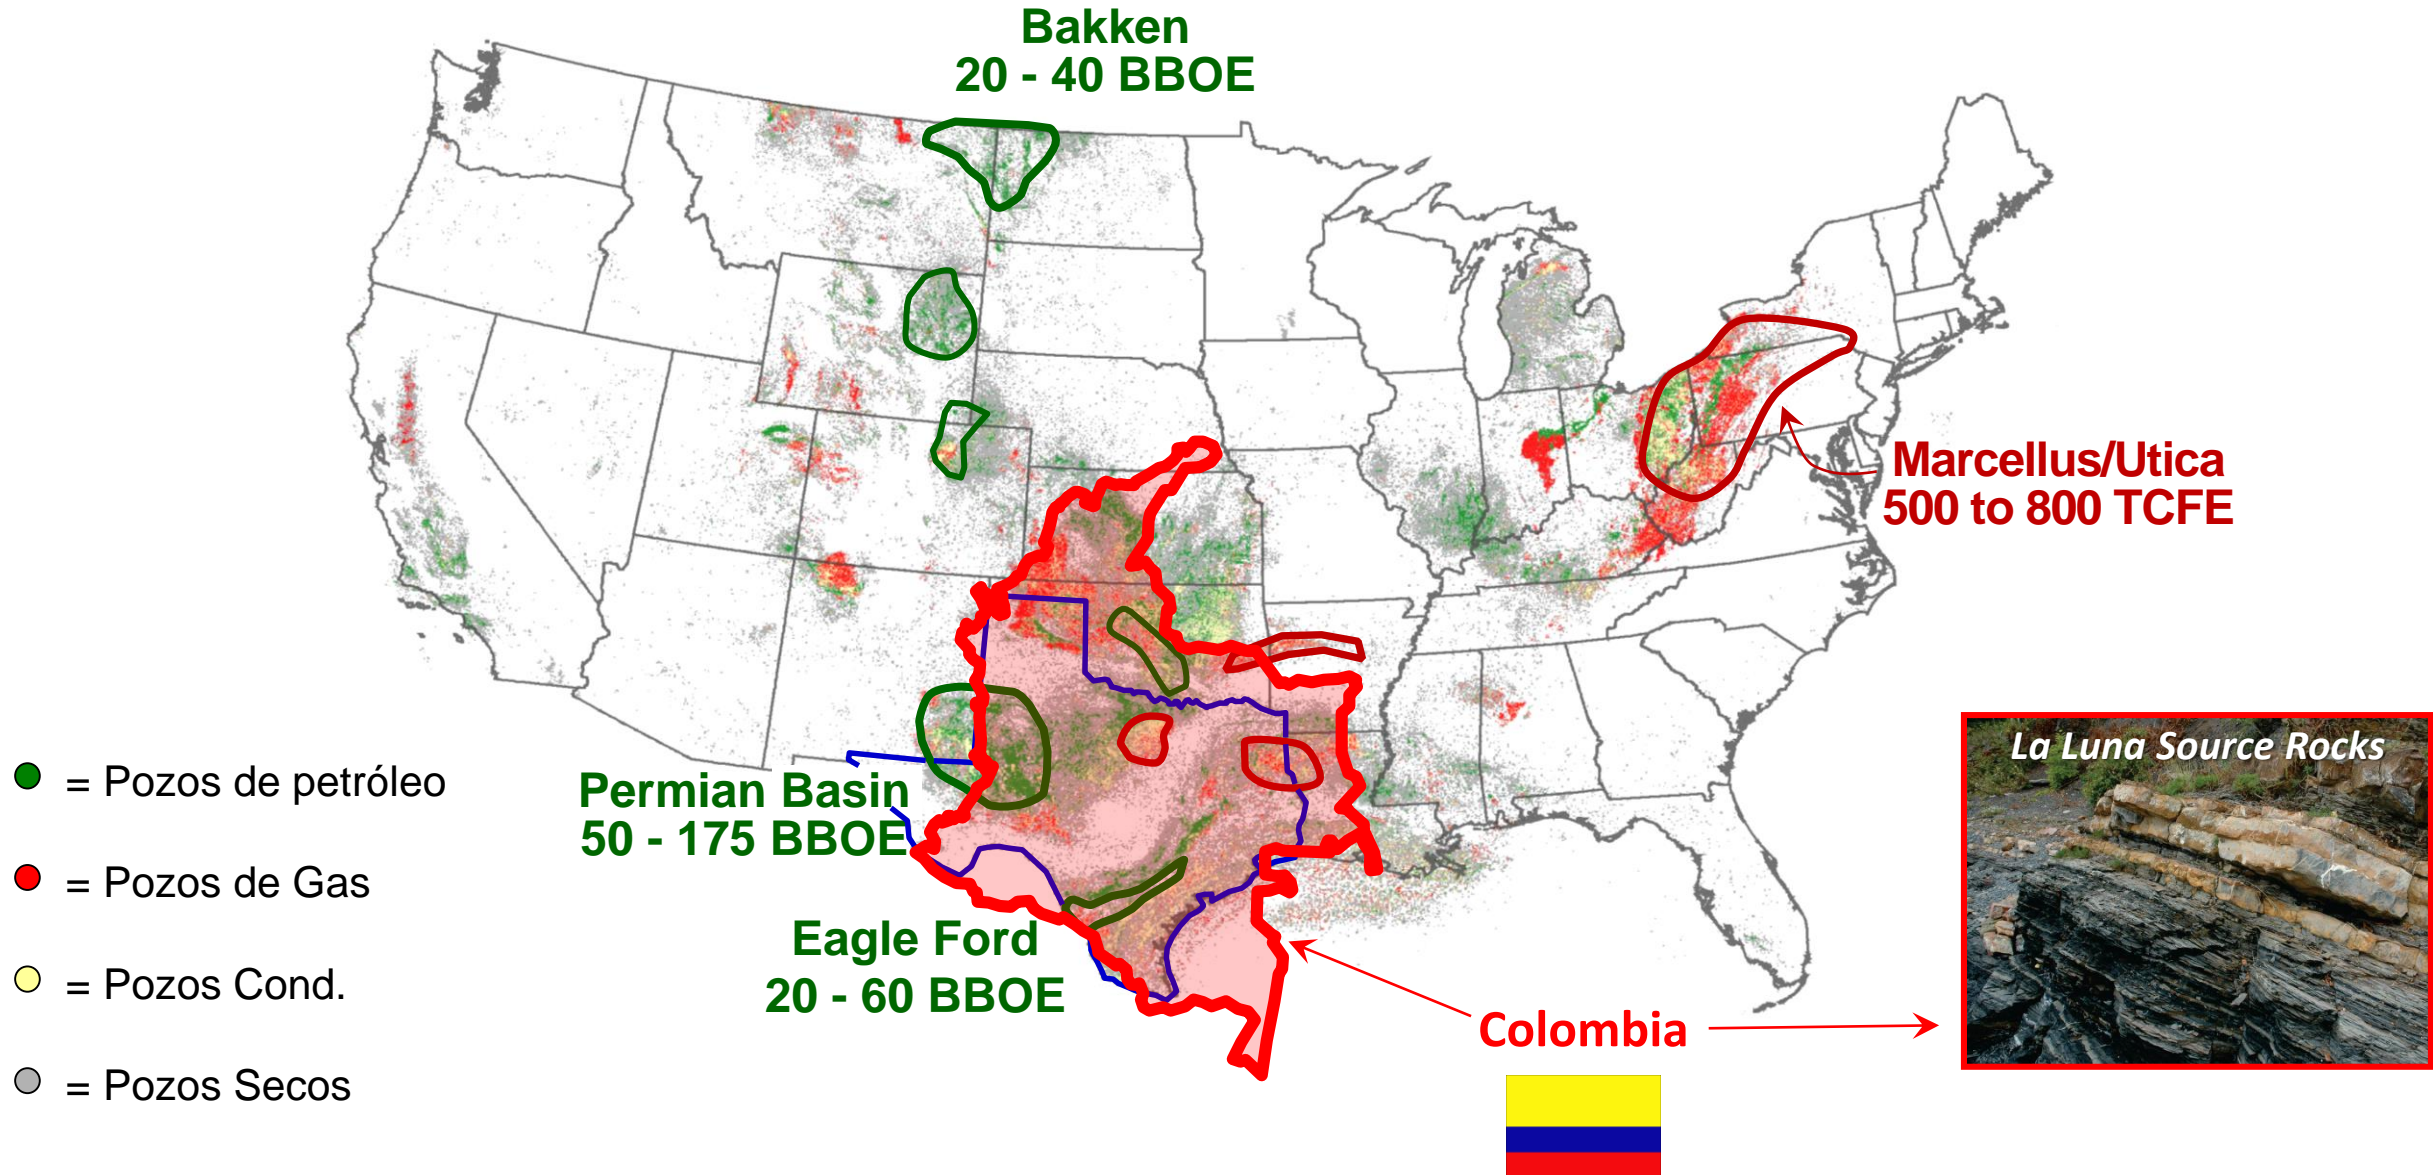 Bakken
20 - 40 BBOE
Marcellus/Utica
500 to 800 TCFE
La Luna Source Rocks
Permian Basin
50 - 175 BBOE
Eagle Ford
20 - 60 BBOE
Colombia
= Pozos de petróleo
= Pozos de Gas
= Pozos Cond.
= Pozos Secos